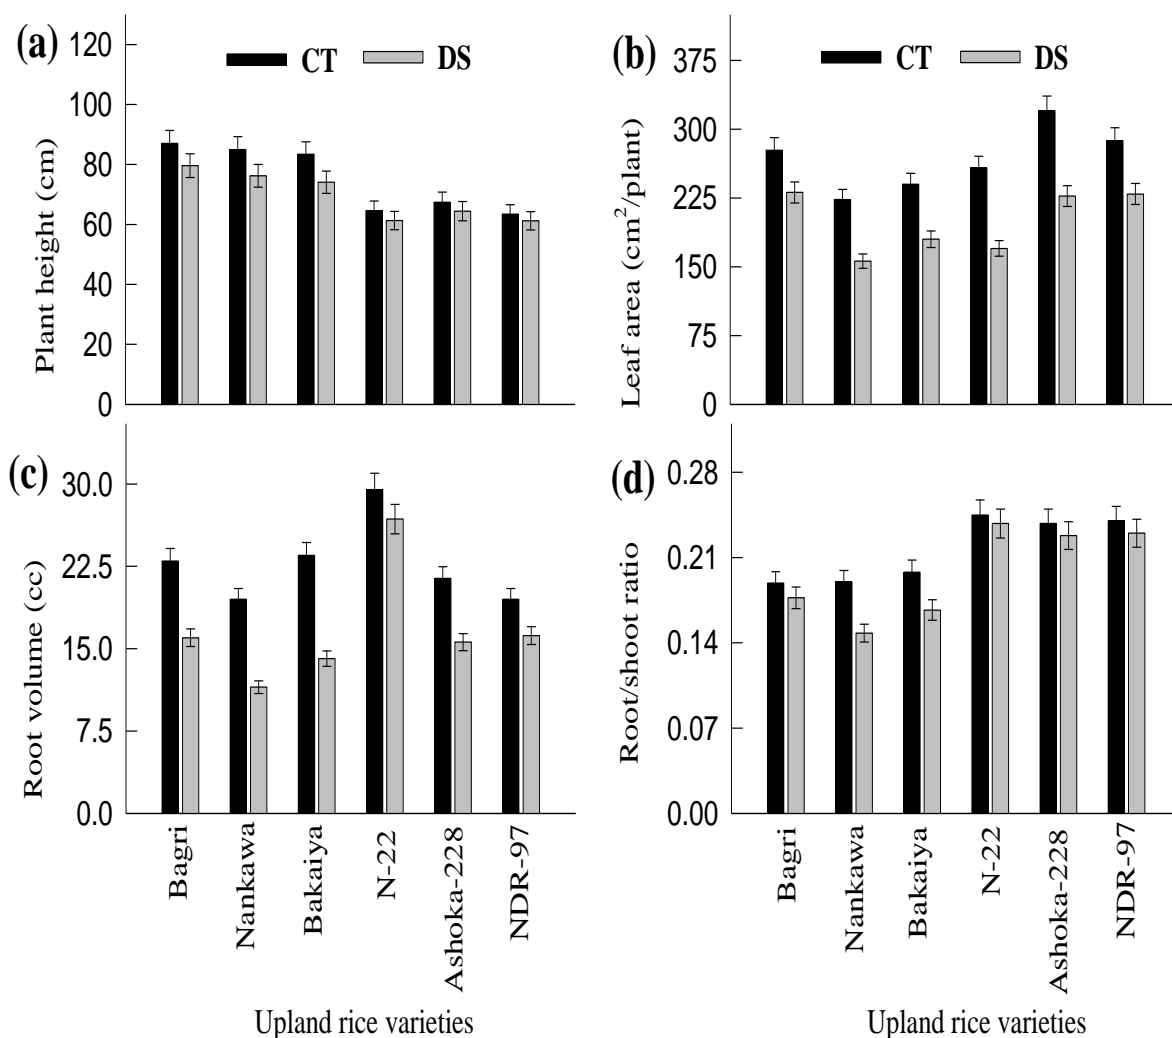 (a)
CT
DS
120
100
80
60
40
20
0
Plant height (cm)
(b)
CT
DS
375
300
225
150
75
0
Leaf area (cm²/plant)
(c)
30.0
22.5
15.0
7.5
0.0
Root volume (cc)
Bagri
Nankawa
Bakaiya
N-22
Ashoka-228
NDR-97
Upland rice varieties
(d)
0.28
0.21
0.14
0.07
0.00
Root/shoot ratio
Bagri
Nankawa
Bakaiya
N-22
Ashoka-228
NDR-97
Upland rice varieties